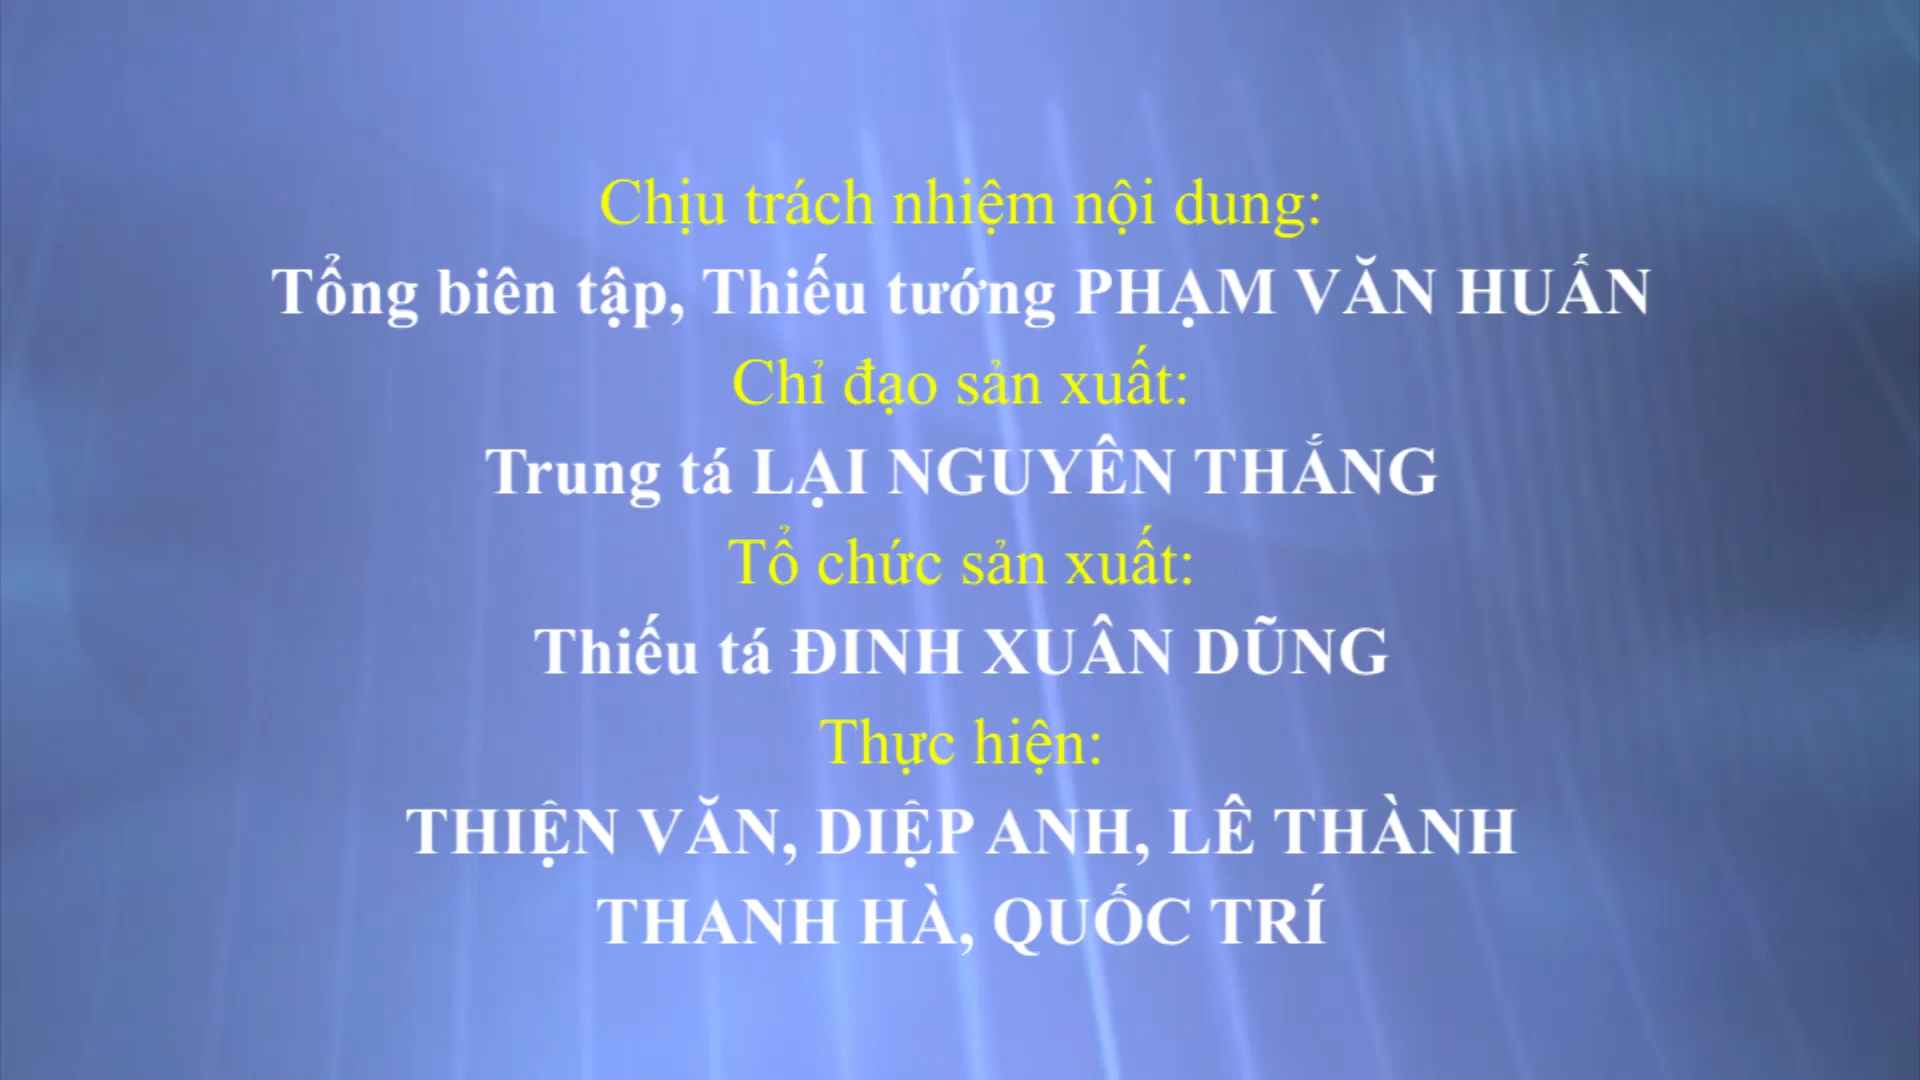 Chịu trách nhiệm nội dung:
Tổng biên tập, Thiếu tướng PHẠM VĂN HUẤN
Chỉ đạo sản xuất:
Trung tá LẠI NGUYÊN THẮNG
Tổ chức sản xuất:
Thiếu tá ĐINH XUÂN DŨNG
Thực hiện:
THIỆN VĂN, DIỆP ANH, LÊ THÀNH
THANH HÀ, QUỐC TRÍ